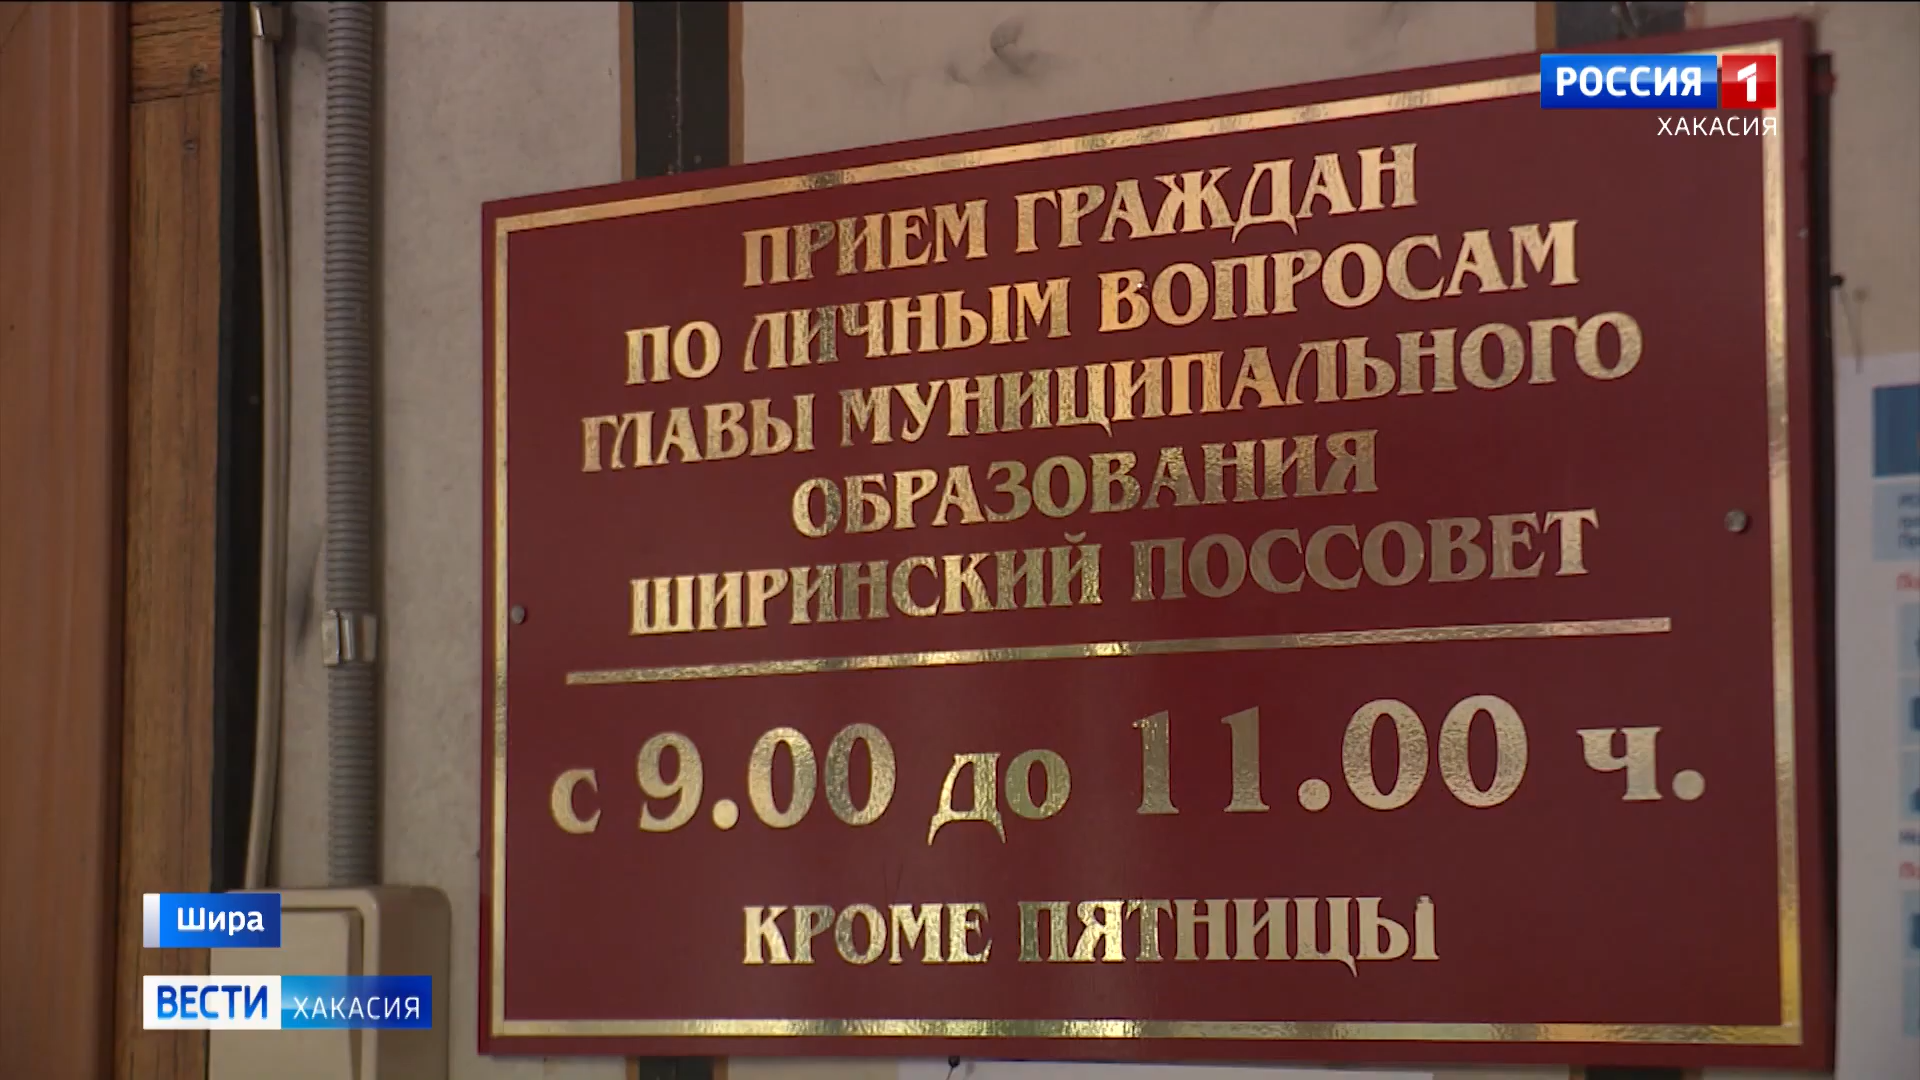 РОССИЯ 1
ХАКАСИЯ
ПРИЕМ ГРАЖДАН
ПО ЛИЧНЫМ ВОПРОСАМ
ГЛАВЫ МУНИЦИПАЛЬНОГО
ОБРАЗОВАНИЯ
ШИРИНСКИЙ ПОССОВЕТ
с 9.00 до 11.00 ч.
КРОМЕ ПЯТНИЦЫ
Шира
ВЕСТИ ХАКАСИЯ